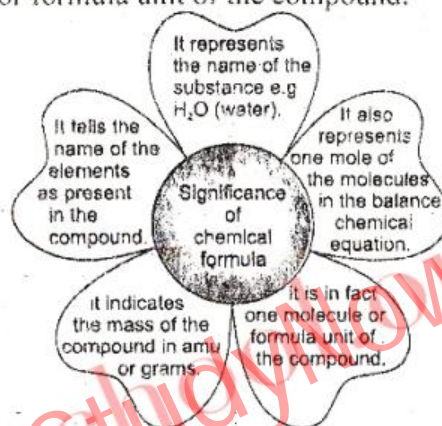 or formula unit of the compound.
It represents
the name of the
substance e.g
H₂O (water).
It also
represents
one mole of
the molecules
in the balance
chemical
equation.
It is in fact
one molecule or
formula unit of
the compound.
it indicates
the mass of the
compound in amu
or grams
It tells the
name of the
elements
as present
in the
compound.
Significance
of
chemical
formula
StudyNow